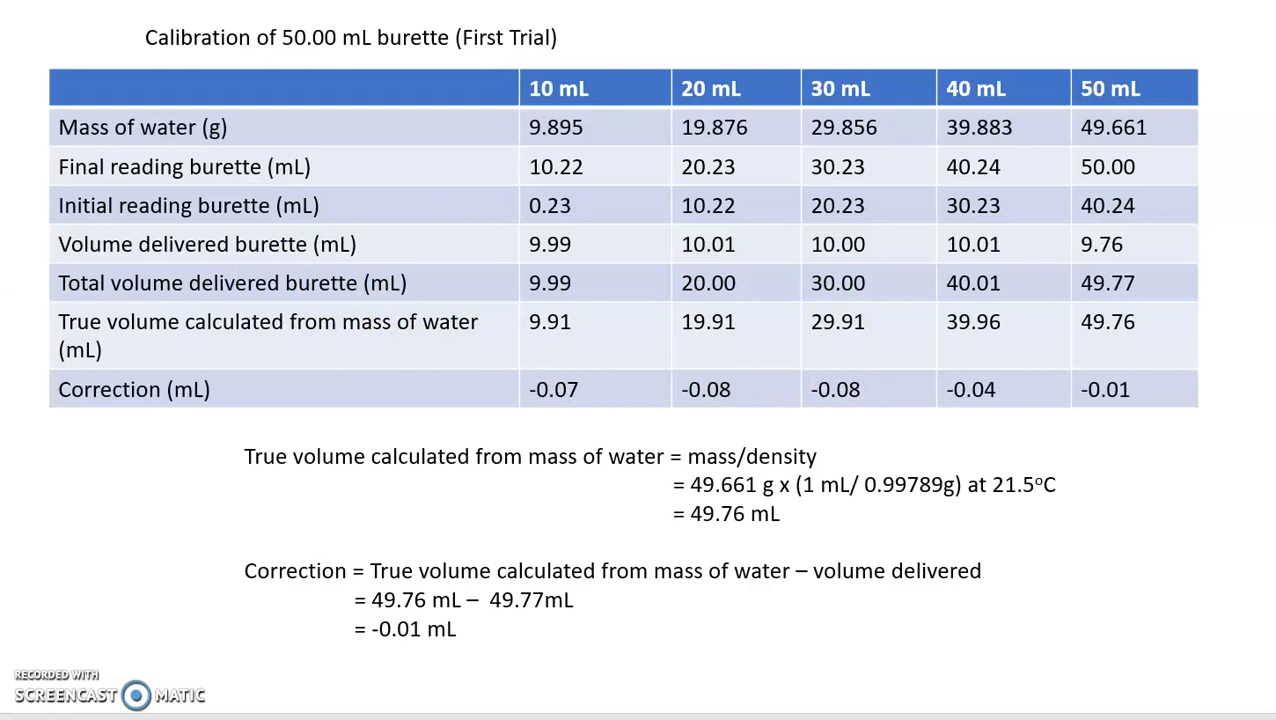 Calibration of 50.00 mL burette (First Trial)
10 mL 20 mL 30 mL 40 mL 50 mL
Mass of water (g) 9.895 19.876 29.856 39.883 49.661
Final reading burette (mL) 10.22 20.23 30.23 40.24 50.00
Initial reading burette (mL) 0.23 10.22 20.23 30.23 40.24
Volume delivered burette (mL) 9.99 10.01 10.00 10.01 9.76
Total volume delivered burette (mL) 9.99 20.00 30.00 40.01 49.77
True volume calculated from mass of water 9.91 19.91 29.91 39.96 49.76
(mL)
Correction (mL) -0.07 -0.08 -0.08 -0.04 -0.01
True volume calculated from mass of water = mass/density
= 49.661 g x (1 mL/ 0.99789g) at 21.5°C
= 49.76 mL
Correction = True volume calculated from mass of water – volume delivered
= 49.76 mL – 49.77mL
= -0.01 mL
RECORDED WITH
SCREENCAST MATIC